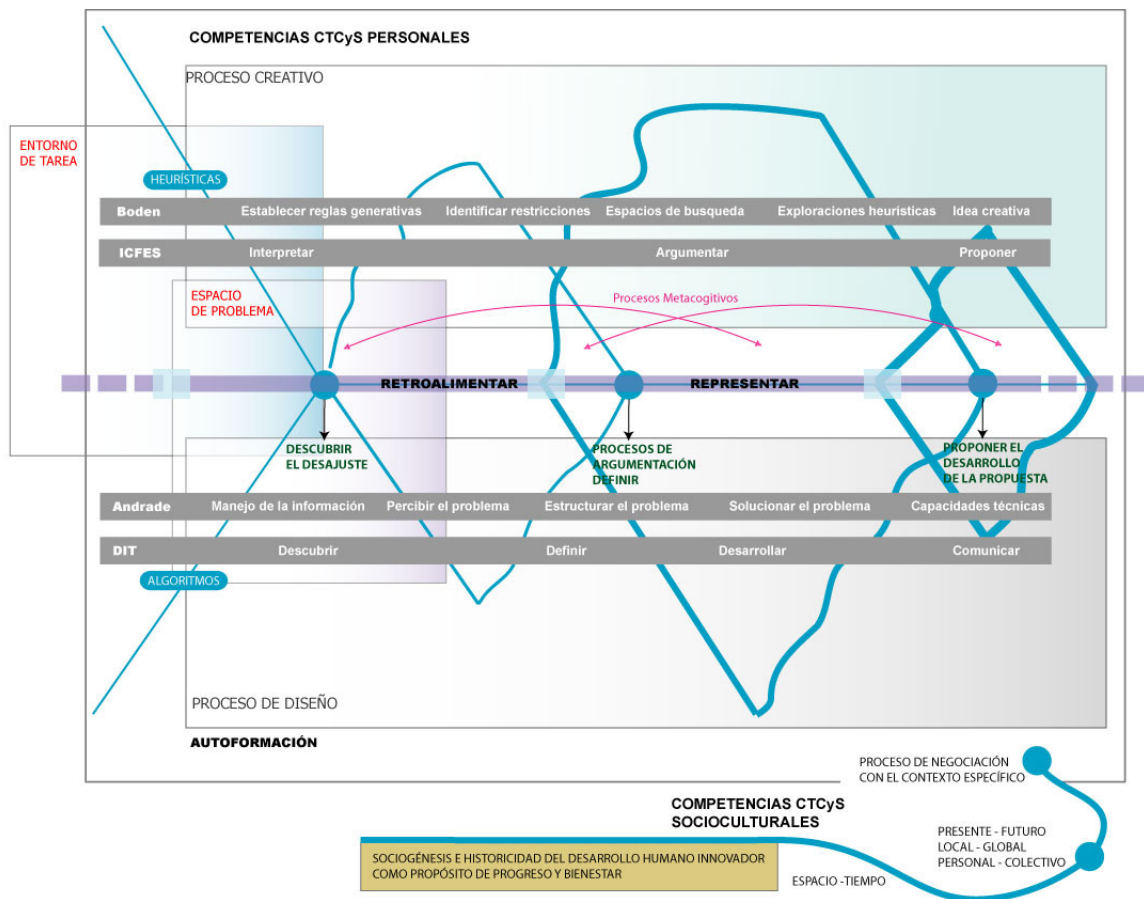 COMPETENCIAS CTCyS PERSONALES
PROCESO CREATIVO
ENTORNO
DE TAREA
HEURÍSTICAS
Boden Establecer reglas generativas Identificar restricciones Espacios de busqueda Exploraciones heurísticas Idea creativa
ICFES Interpretar Argumentar Proponer
ESPACIO
DE PROBLEMA
Procesos Metacogitivos
RETROALIMENTAR REPRESENTAR
DESCUBRIR
EL DESAJUSTE
PROCESOS DE
ARGUMENTACIÓN
DEFINIR
PROPONER EL
DESARROLLO
DE LA PROPUESTA
Andrade Manejo de la información Percibir el problema Estructurar el problema Solucionar el problema Capacidades técnicas
DIT Descubrir Definir Desarrollar Comunicar
ALGORITMOS
PROCESO DE DISEÑO
AUTOFORMACIÓN
PROCESO DE NEGOCIACIÓN
CON EL CONTEXTO ESPECÍFICO
COMPETENCIAS CTCyS
SOCIOCULTURALES
PRESENTE - FUTURO
LOCAL - GLOBAL
PERSONAL - COLECTIVO
SOCIOGÉNESIS E HISTORICIDAD DEL DESARROLLO HUMANO INNOVADOR
COMO PROPÓSITO DE PROGRESO Y BIENESTAR
ESPACIO -TIEMPO